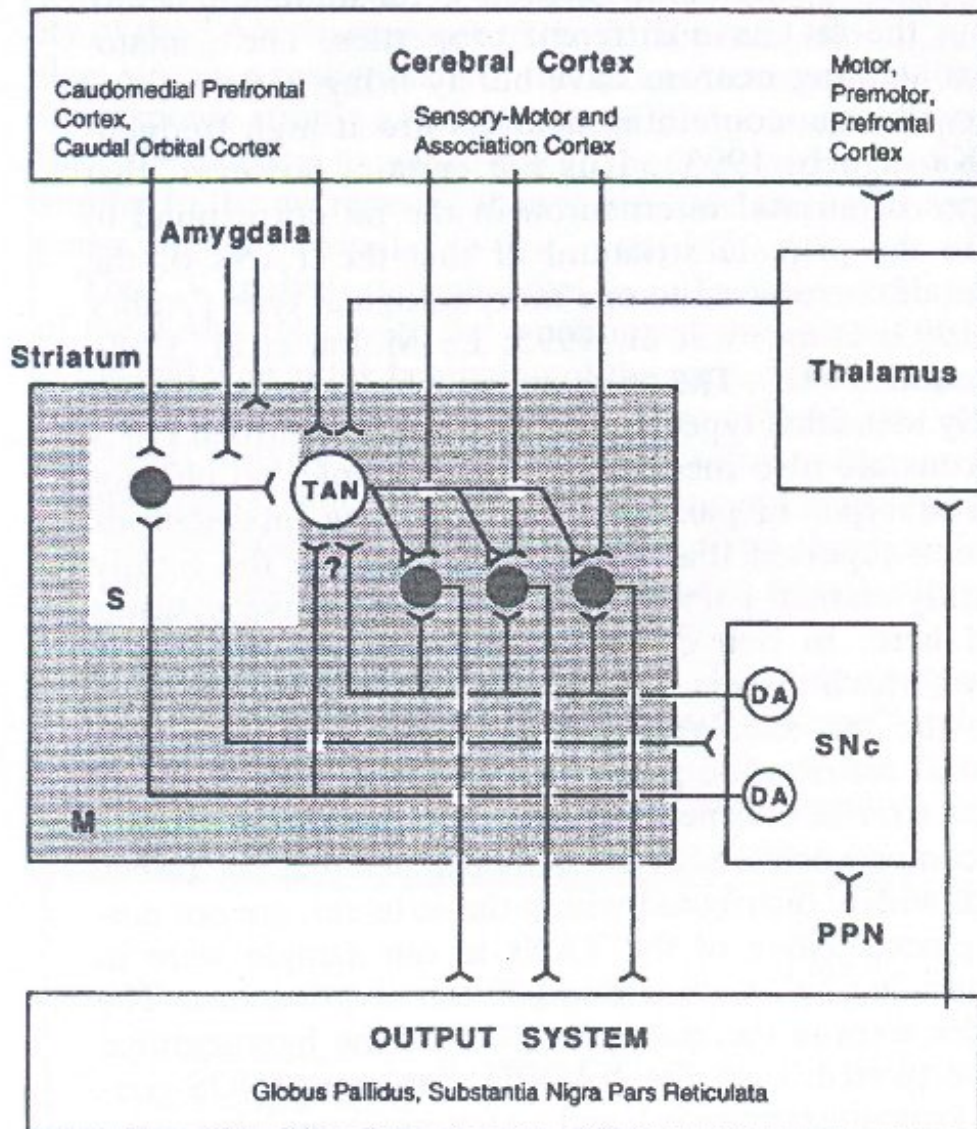 Cerebral Cortex
Caudomedial Prefrontal
Cortex,
Caudal Orbital Cortex
Sensory-Motor and
Association Cortex
Motor,
Premotor,
Prefrontal
Cortex
Amygdala
Striatum
Thalamus
TAN
S
?
DA
SNc
DA
M
PPN
OUTPUT SYSTEM
Globus Pallidus, Substantia Nigra Pars Reticulata